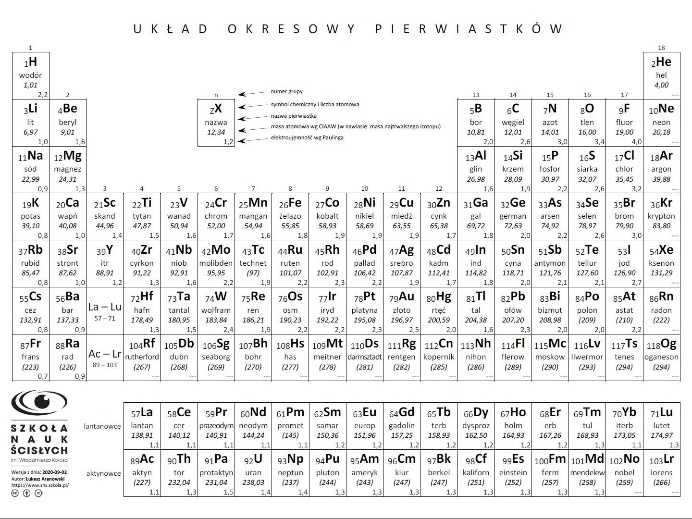 UKŁAD OKRESOWY PIERWIASTKÓW
1 18
1H 2He
wodór hel
1,01 4,00
2,2
2 n numer grupy 13 14 15 16 17
symbol chemiczny i liczba atomowa
3Li 4Be ZX 5B 6C 7N 8O 9F 10Ne
nazwa pierwiastka
lit beryl nazwa bor węgiel azot tlen fluor neon
masa atomowa wg CIAAW (w nawiasie: masa najtrwalszego izotopu)
6,97 9,01 12,34 10,81 12,01 14,01 16,00 19,00 20,18
elektroujemność wg Paulinga
1,0 1,6 1,2 2,0 2,6 3,0 3,4 4,0
11Na 12Mg 13Al 14Si 15P 16S 17Cl 18Ar
sód magnez glin krzem fosfor siarka chlor argon
22,99 24,31 26,98 28,09 30,97 32,07 35,45 39,88
0,9 1,3 3 4 5 6 7 8 9 10 11 12 1,6 1,9 2,2 2,6 3,2
19K 20Ca 21Sc 22Ti 23V 24Cr 25Mn 26Fe 27Co 28Ni 29Cu 30Zn 31Ga 32Ge 33As 34Se 35Br 36Kr
potas wapń skand tytan wanad chrom mangan żelazo kobalt nikiel miedź cynk gal german arsen selen brom krypton
39,10 40,08 44,96 47,87 50,94 52,00 54,94 55,85 58,93 58,69 63,55 65,38 69,72 72,63 74,92 78,97 79,90 83,80
37Rb 38Sr 39Y 40Zr 41Nb 42Mo 43Tc 44Ru 45Rh 46Pd 47Ag 48Cd 49In 50Sn 51Sb 52Te 53I 54Xe
rubid stront itr cyrkon niob molibden technet ruten rod pallad srebro kadm ind cyna antymon tellur jod ksenon
85,47 87,62 88,91 91,22 92,91 95,95 (97) 101,07 102,91 106,42 107,87 112,41 114,82 118,71 121,76 127,60 126,90 131,29
55Cs 56Ba La – Lu 72Hf 73Ta 74W 75Re 76Os 77Ir 78Pt 79Au 80Hg 81Tl 82Pb 83Bi 84Po 85At 86Rn
cez bar 57 – 71 hafn tantal wolfram ren osm iryd platyna złoto rtęć tal ołów bizmut polon astat radon
132,91 137,33 178,49 180,95 183,84 186,21 190,23 192,22 195,08 196,97 200,59 204,38 207,20 208,98 (209) (210) (222)
87Fr 88Ra Ac – Lr 104Rf 105Db 106Sg 107Bh 108Hs 109Mt 110Ds 111Rg 112Cn 113Nh 114Fl 115Mc 116Lv 117Ts 118Og
frans rad 89 – 103 rutherford dubn seaborg bohr has meitner darmsztadt rentgen kopernik nihon flerow moskow liwermor tenes oganeson
(223) (226) (267) (268) (269) (270) (277) (278) (281) (282) (285) (286) (289) (290) (293) (294) (294)
0,7 0,9
SZKOŁA
NAUK
ŚCISŁYCH
im. Włodzimierza Kołosa
Wersja z dnia: 2020-09-02
Autor: Łukasz Aranowski
https://www.sns.szkola.pl/
lantanowce
57La 58Ce 59Pr 60Nd 61Pm 62Sm 63Eu 64Gd 65Tb 66Dy 67Ho 68Er 69Tm 70Yb 71Lu
lantan cer prazeodym neodym promet samar europ gadolin terb dysproz holm erb tul iterb lutet
138,91 140,12 140,91 144,24 (145) 150,36 151,96 157,25 158,93 162,50 164,93 167,26 168,93 173,05 174,97
aktynowce
89Ac 90Th 91Pa 92U 93Np 94Pu 95Am 96Cm 97Bk 98Cf 99Es 100Fm 101Md 102No 103Lr
aktyn tor protaktyn uran neptun pluton ameryk kiur berkel kaliforn einstein ferm mendelew nobel lorens
(227) 232,04 231,04 238,03 (237) (244) (243) (247) (247) (251) (252) (257) (258) (259) (266)